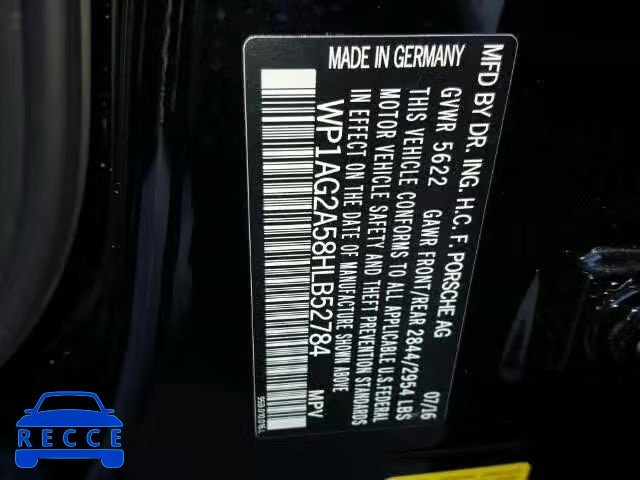 MFD BY DR. ING. H.C. F. PORSCHE AG
GVWR 5622 GAWR FRONT/REAR 2844/2954 LBS 07/16
THIS VEHICLE CONFORMS TO ALL APPLICABLE U.S. FEDERAL
MOTOR VEHICLE SAFETY AND THEFT PREVENTION STANDARDS
IN EFFECT ON THE DATE OF MANUFACTURE SHOWN ABOVE
MADE IN GERMANY
WP1AG2A58HLB52784 MPV
RECCE